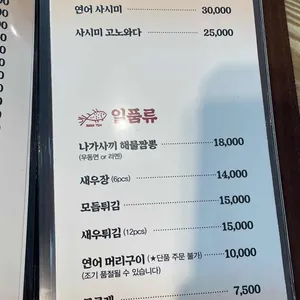 연어 사시미 30,000
사시미 고노와다 25,000
일품류
나가사끼 해물짬뽕 18,000
(우동면 or 라멘)
새우장 (6pcs) 14,000
모듬튀김 15,000
새우튀김 (12pcs) 15,000
연어 머리구이 (★단품 주문 불가) 10,000
(조기 품절될 수 있습니다)
7,500